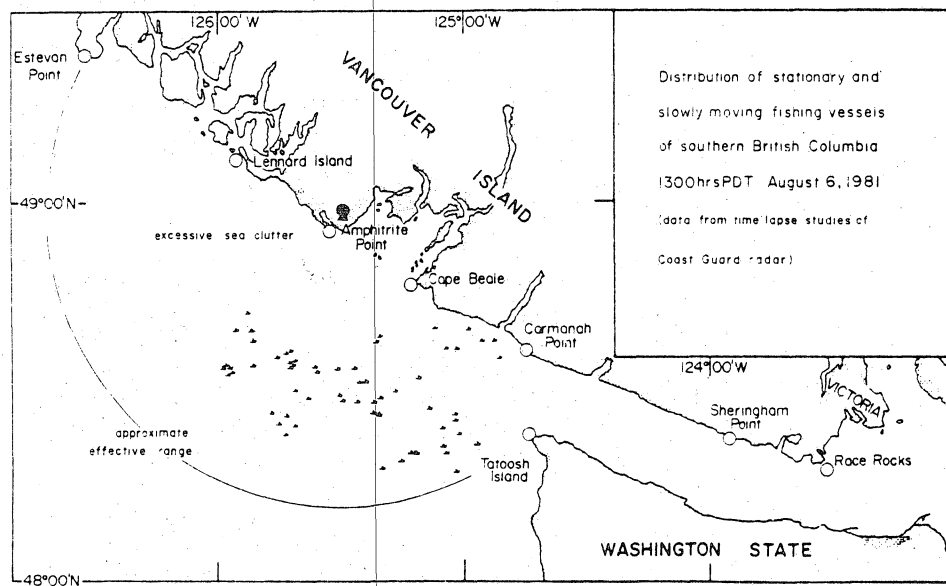 126°00' W
125°00' W
Estevan
Point
VANCOUVER
ISLAND
Distribution of stationary and
slowly moving fishing vessels
of southern British Columbia
1300hrs PDT August 6, 1981
(data from time lapse studies of
Coast Guard radar)
Lennard Island
49°00' N
excessive sea clutter
Amphitrite
Point
Cape Beale
Carmanah
Point
124°00' W
VICTORIA
Sheringham
Point
approximate
effective range
Race Rocks
Tatoosh
Island
WASHINGTON STATE
48°00' N